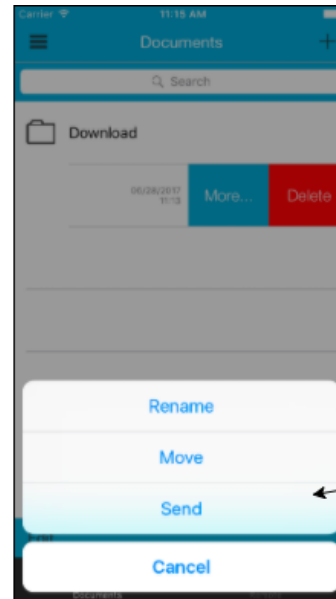 Carrier 11:15 AM
Documents
Search
Download
06/28/2017
11:13
More...
Delete
Rename
Move
Send
Edit
Cancel
Documents